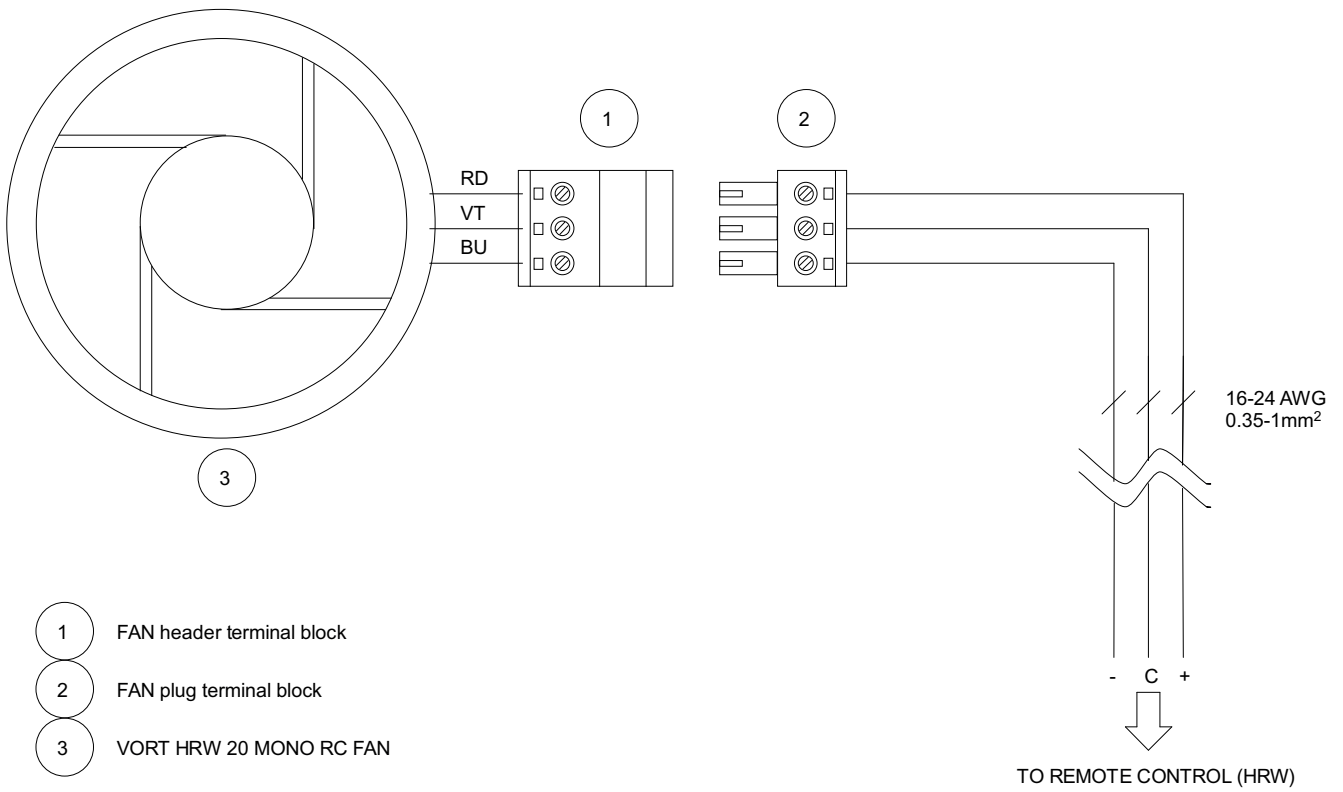 1
2
RD
VT
BU
16-24 AWG
0.35-1mm²
3
1 FAN header terminal block
2 FAN plug terminal block
3 VORT HRW 20 MONO RC FAN
- C +
TO REMOTE CONTROL (HRW)